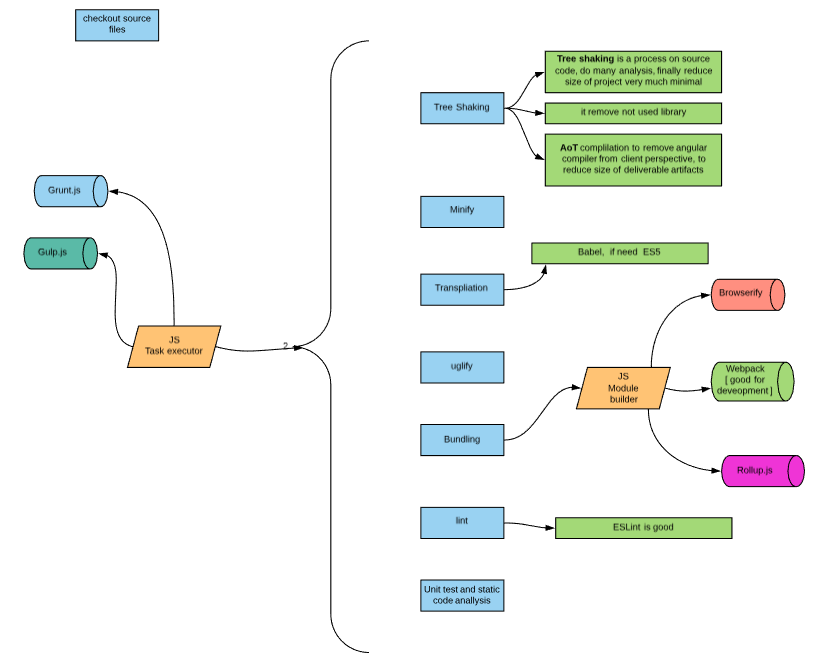 checkout source
files
Tree shaking is a process on source
code, do many analysis, finally reduce
size of project very much minimal
Tree Shaking
it remove not used library
AoT complilation to remove angular
compiler from client perspective, to
reduce size of deliverable artifacts
Grunt.js
Minify
Gulp.js
Babel, if need ES5
Transpliation
Browserify
JS
Task executor
2
uglify
JS
Module
builder
Webpack
[ good for
deveopment ]
Bundling
Rollup.js
lint
ESLint is good
Unit test and static
code anallysis